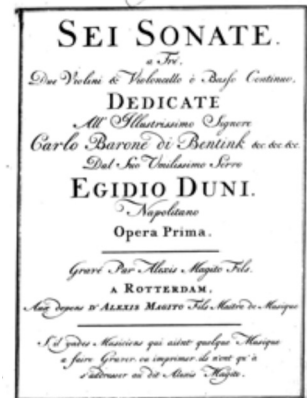 SEI SONATE.
a Tré.
Due Violini & Violoncello è Basso Continuo.
DEDICATE
All' Illustrissimo Signore
Carlo Barone di Bentink &c &c &c.
Dal Suo Umilissimo Servo
EGIDIO DUNI.
Napolitano
Opera Prima.
Gravé Par Alexis Magito Fils.
A ROTTERDAM,
Aux depens D'ALEXIS MAGITO Fils Maitre de Musique
S'il y a des Musiciens qui aiént quelque Musique
a faire Graver ou imprimer ils n'ont qu'à
s'addresser au dit Alexis Magito.